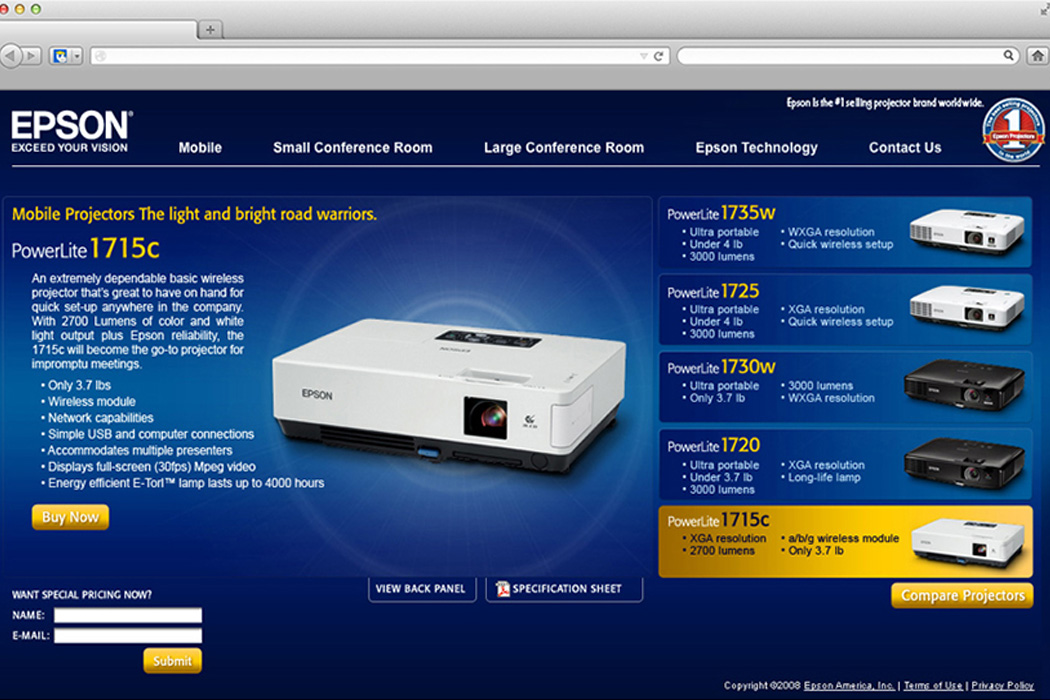 Epson Is the #1 selling projector brand worldwide.
EPSON®
EXCEED YOUR VISION
Mobile
Small Conference Room
Large Conference Room
Epson Technology
Contact Us
1
Epson Projectors
Mobile Projectors The light and bright road warriors.
PowerLite 1715c
An extremely dependable basic wireless
projector that's great to have on hand for
quick set-up anywhere in the company.
With 2700 Lumens of color and white
light output plus Epson reliability, the
1715c will become the go-to projector for
impromptu meetings.
• Only 3.7 lbs
• Wireless module
• Network capabilities
• Simple USB and computer connections
• Accommodates multiple presenters
• Displays full-screen (30fps) Mpeg video
• Energy efficient E-Torl™ lamp lasts up to 4000 hours
Buy Now
EPSON
EPSON
PowerLite 1735w
• Ultra portable
• Under 4 lb
• 3000 lumens
• WXGA resolution
• Quick wireless setup
PowerLite 1725
• Ultra portable
• Under 4 lb
• 3000 lumens
• XGA resolution
• Quick wireless setup
PowerLite 1730w
• Ultra portable
• Only 3.7 lb
• 3000 lumens
• WXGA resolution
PowerLite 1720
• Ultra portable
• Under 3.7 lb
• 3000 lumens
• XGA resolution
• Long-life lamp
PowerLite 1715c
• XGA resolution
• 2700 lumens
• a/b/g wireless module
• Only 3.7 lb
Compare Projectors
VIEW BACK PANEL
SPECIFICATION SHEET
WANT SPECIAL PRICING NOW?
NAME:
E-MAIL:
Submit
Copyright ©2008 Epson America, Inc. | Terms of Use | Privacy Policy